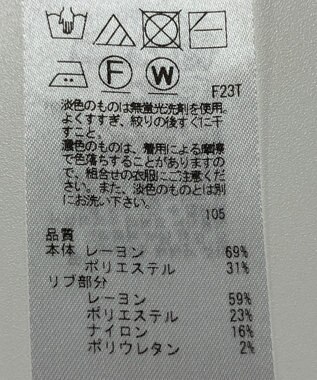 F
W
F23T
淡色のものは無蛍光洗剤を使用。
よくすすぎ、絞りの後すぐに干
すこと。
濃色のものは、着用による摩擦
で色落ちすることがありますの
で、組合せの衣服にご注意くだ
さい。また、淡色のものとは別
にお洗い下さい。
105
品質
本体 レーヨン 69%
ポリエステル 31%
リブ部分
レーヨン 59%
ポリエステル 23%
ナイロン 16%
ポリウレタン 2%